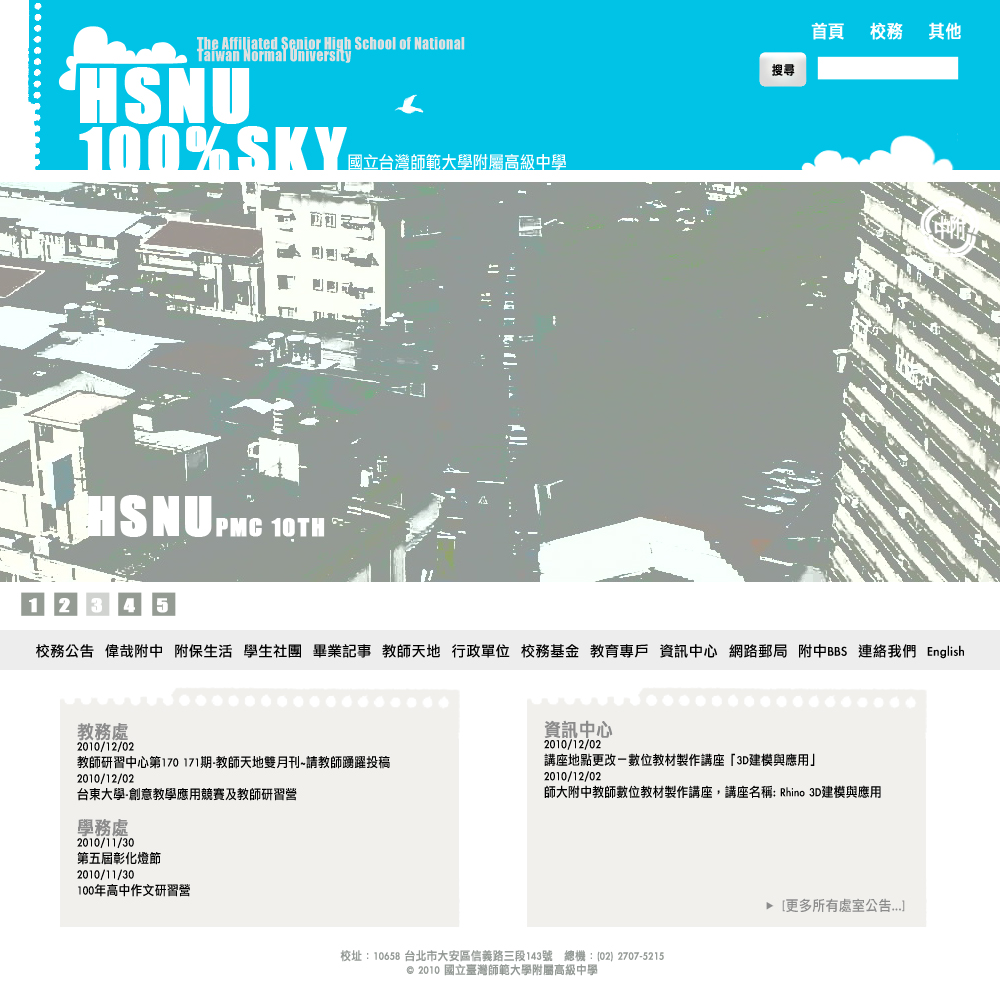 首頁 校務 其他
The Affiliated Senior High School of National
Taiwan Normal University
搜尋
HSNU
100%SKY
國立台灣師範大學附屬高級中學
HSNU PMC 10TH
1 2 3 4 5
校務公告 偉哉附中 附保生活 學生社團 畢業記事 教師天地 行政單位 校務基金 教育專戶 資訊中心 網路郵局 附中BBS 連絡我們 English
教務處
2010/12/02
教師研習中心第170 171期-教師天地雙月刊~請教師踴躍投稿
2010/12/02
台東大學-創意教學應用競賽及教師研習營
學務處
2010/11/30
第五屆彰化燈節
2010/11/30
100年高中作文研習營
資訊中心
2010/12/02
講座地點更改－數位教材製作講座「3D建模與應用」
2010/12/02
師大附中教師數位教材製作講座，講座名稱: Rhino 3D建模與應用
[更多所有處室公告...]
校址：10658 台北市大安區信義路三段143號 總機：(02) 2707-5215
© 2010 國立臺灣師範大學附屬高級中學